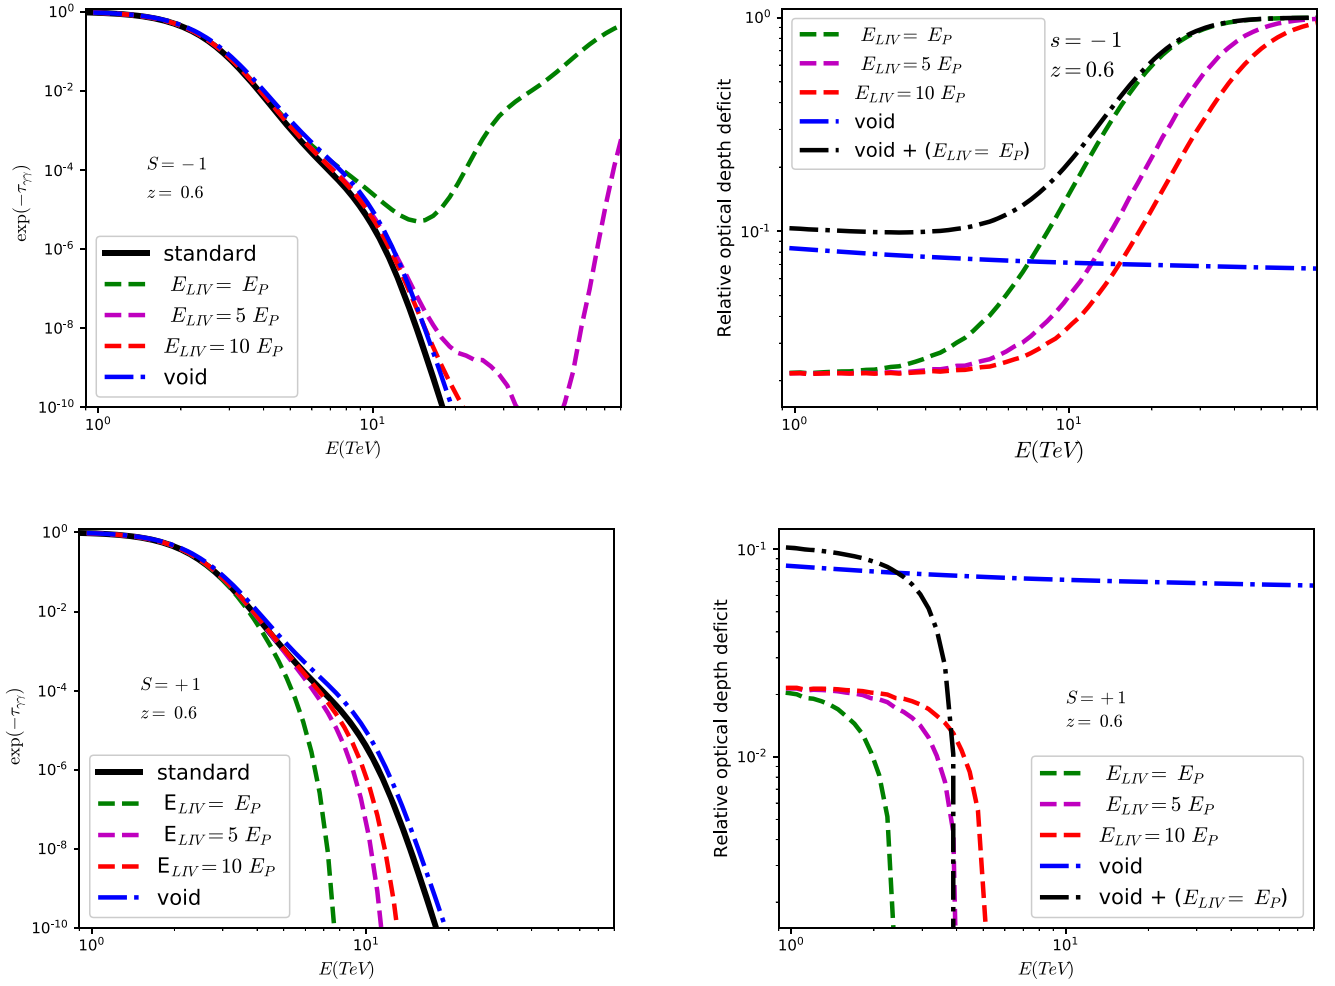 10^0
10^-2
10^-4
10^-6
10^-8
10^-10
exp(−τ_γγ)
S = −1
z = 0.6
standard
E_LIV = E_P
E_LIV = 5 E_P
E_LIV = 10 E_P
void
10^0
10^1
E(TeV)
10^0
10^-1
Relative optical depth deficit
E_LIV = E_P
E_LIV = 5 E_P
E_LIV = 10 E_P
void
void + (E_LIV = E_P)
s = −1
z = 0.6
10^0
10^1
E(TeV)
10^0
10^-2
10^-4
10^-6
10^-8
10^-10
exp(−τ_γγ)
S = +1
z = 0.6
standard
E_LIV = E_P
E_LIV = 5 E_P
E_LIV = 10 E_P
void
10^0
10^1
E(TeV)
10^-1
10^-2
Relative optical depth deficit
S = +1
z = 0.6
E_LIV = E_P
E_LIV = 5 E_P
E_LIV = 10 E_P
void
void + (E_LIV = E_P)
10^0
10^1
E(TeV)